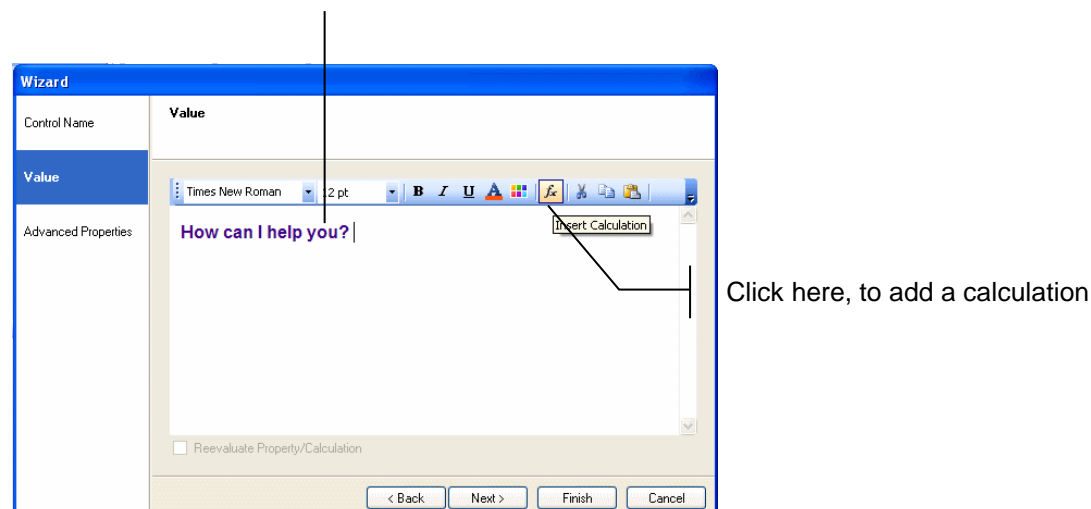 Wizard
Control Name
Value
Advanced Properties
Value
Times New Roman 12 pt B I U A fx
Insert Calculation
How can I help you?
Click here, to add a calculation
Reevaluate Property/Calculation
< Back Next > Finish Cancel